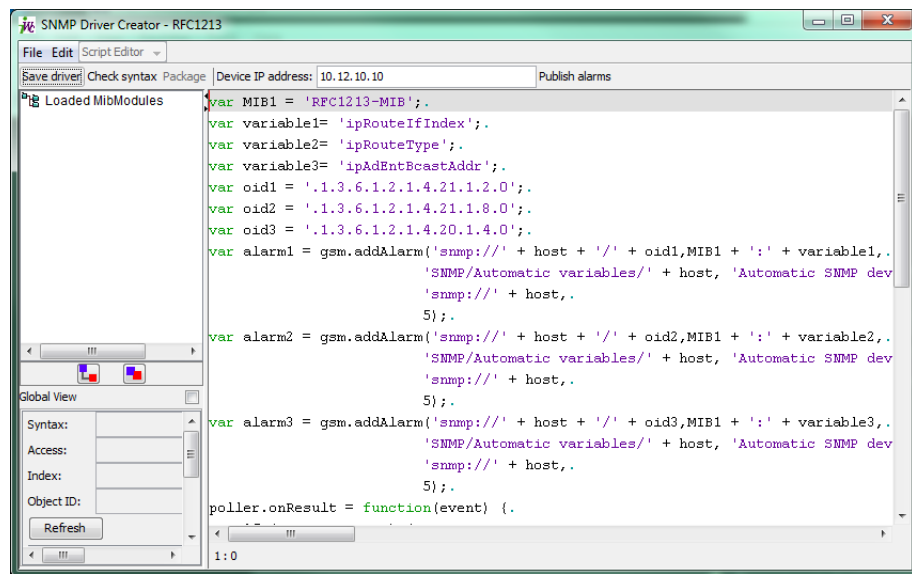 SNMP Driver Creator - RFC1213
File Edit Script Editor
Save driver Check syntax Package Device IP address: 10.12.10.10 Publish alarms
Loaded MibModules
var MIB1 = 'RFC1213-MIB';.
var variable1= 'ipRouteIfIndex';.
var variable2= 'ipRouteType';.
var variable3= 'ipAdEntBcastAddr';.
var oid1 = '.1.3.6.1.2.1.4.21.1.2.0';.
var oid2 = '.1.3.6.1.2.1.4.21.1.8.0';.
var oid3 = '.1.3.6.1.2.1.4.20.1.4.0';.
var alarm1 = gsm.addAlarm('snmp://' + host + '/' + oid1,MIB1 + ':' + variable1,.
'SNMP/Automatic variables/' + host, 'Automatic SNMP dev
'snmp://' + host,.
5);.
var alarm2 = gsm.addAlarm('snmp://' + host + '/' + oid2,MIB1 + ':' + variable2,.
'SNMP/Automatic variables/' + host, 'Automatic SNMP dev
'snmp://' + host,.
5);.
var alarm3 = gsm.addAlarm('snmp://' + host + '/' + oid3,MIB1 + ':' + variable3,.
'SNMP/Automatic variables/' + host, 'Automatic SNMP dev
'snmp://' + host,.
5);.
poller.onResult = function(event) {.
1:0
Global View
Syntax:
Access:
Index:
Object ID:
Refresh